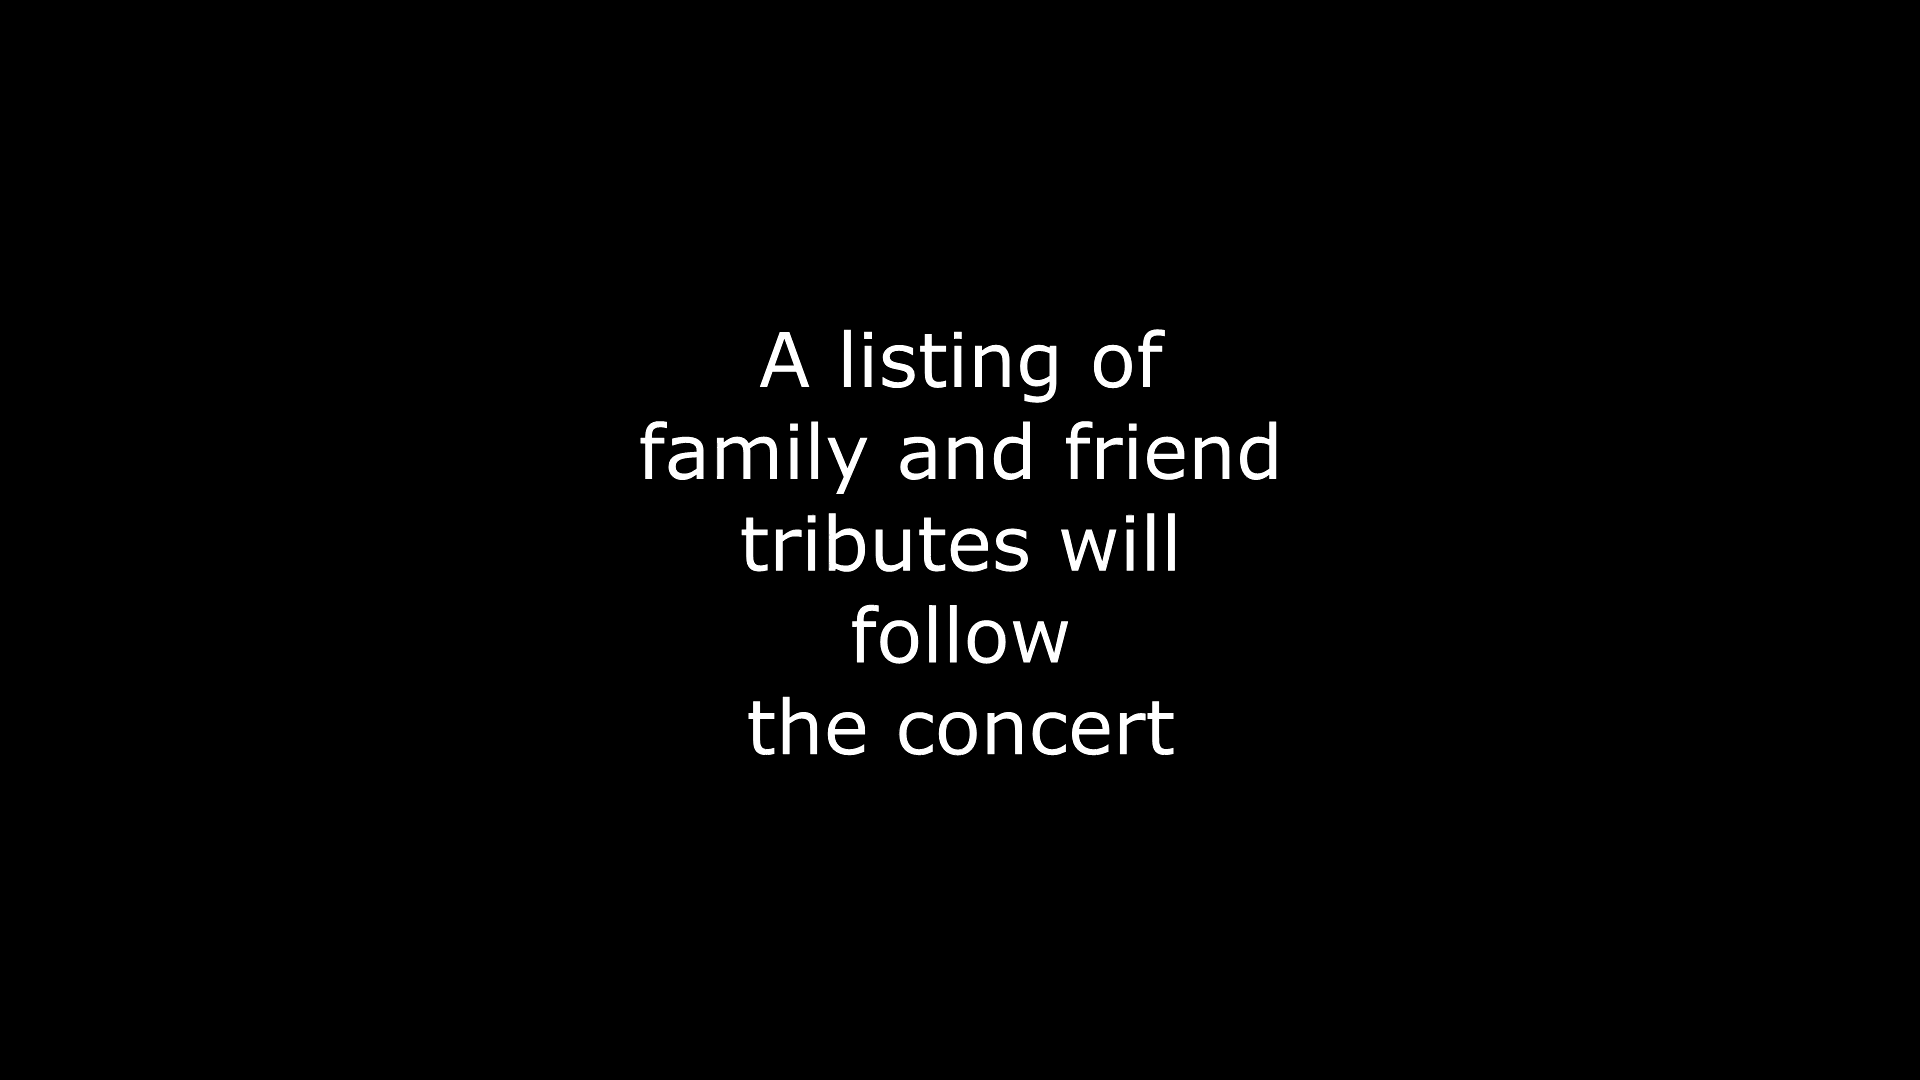 A listing of
family and friend
tributes will
follow
the concert